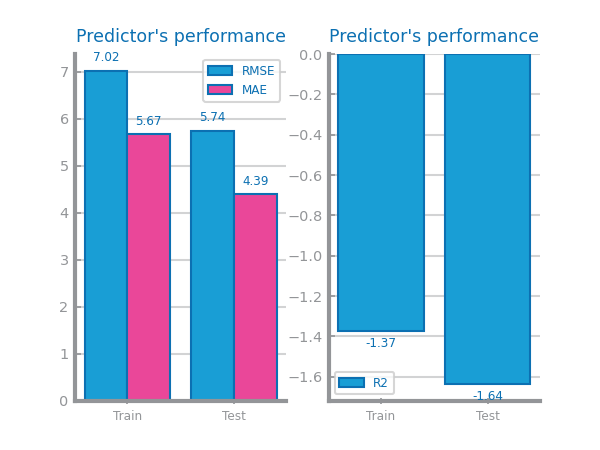 Predictor's performance
7.02
5.67
5.74
4.39
RMSE
MAE
7
6
5
4
3
2
1
0
Train
Test
Predictor's performance
0.0
−0.2
−0.4
−0.6
−0.8
−1.0
−1.2
−1.4
−1.6
-1.37
-1.64
R2
Train
Test